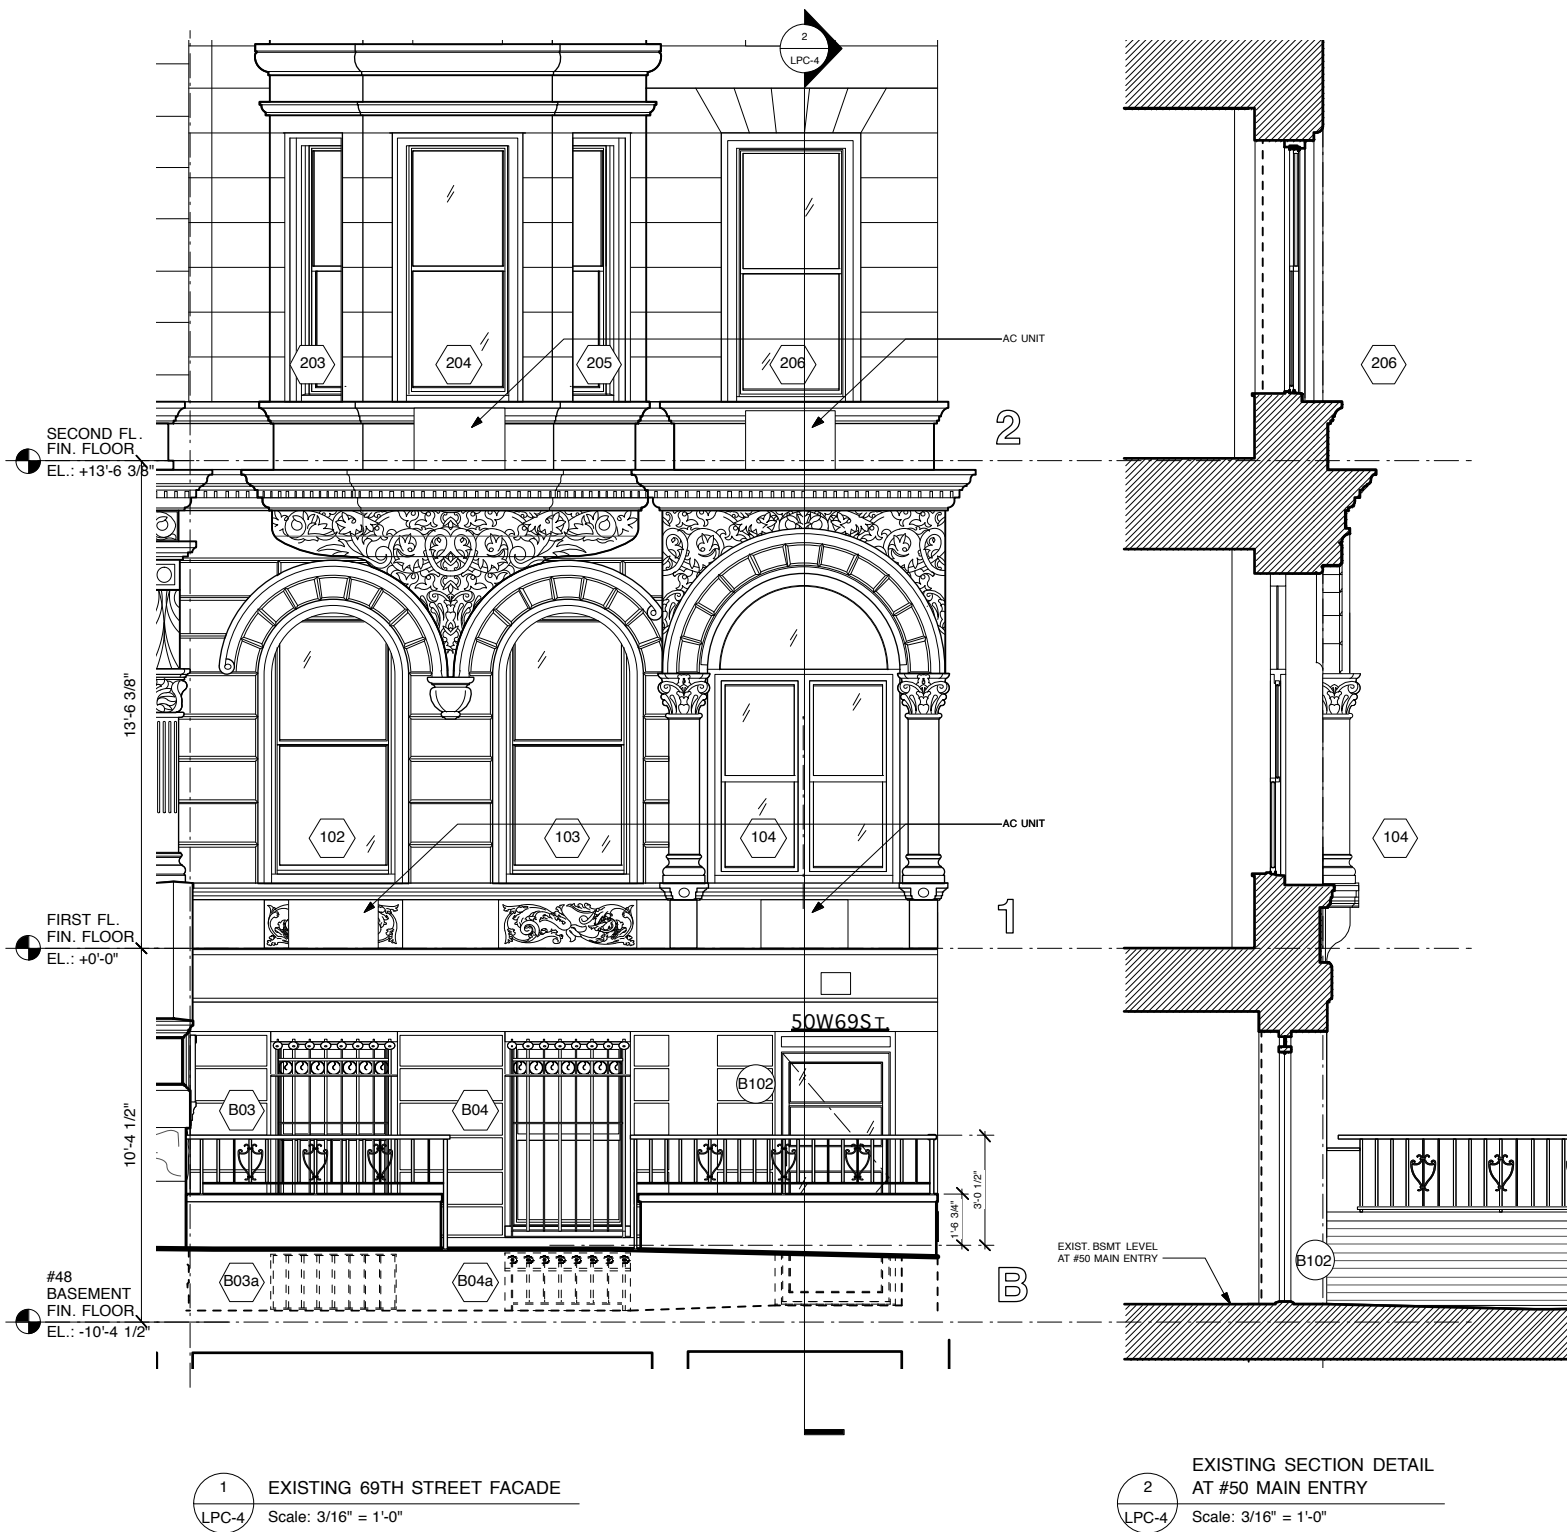 2
LPC-4
203
204
205
206
AC UNIT
206
2
SECOND FL.
FIN. FLOOR
EL.: +13'-6 3/8"
13'-6 3/8"
102
103
104
AC UNIT
104
1
FIRST FL.
FIN. FLOOR
EL.: +0'-0"
50W69ST.
B03
B04
B102
10'-4 1/2"
1'-6 3/4"
3'-0 1/2"
EXIST. BSMT LEVEL
AT #50 MAIN ENTRY
B102
B03a
B04a
B
#48
BASEMENT
FIN. FLOOR
EL.: -10'-4 1/2"
1
LPC-4
EXISTING 69TH STREET FACADE
Scale: 3/16" = 1'-0"
2
LPC-4
EXISTING SECTION DETAIL
AT #50 MAIN ENTRY
Scale: 3/16" = 1'-0"